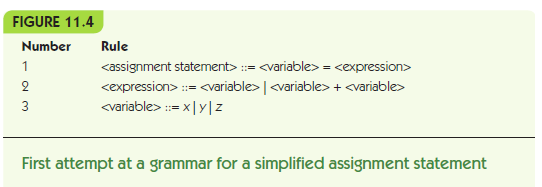 FIGURE 11.4
Number Rule
1 <assignment statement> ::= <variable> = <expression>
2 <expression> ::= <variable> | <variable> + <variable>
3 <variable> ::= x | y | z
First attempt at a grammar for a simplified assignment statement